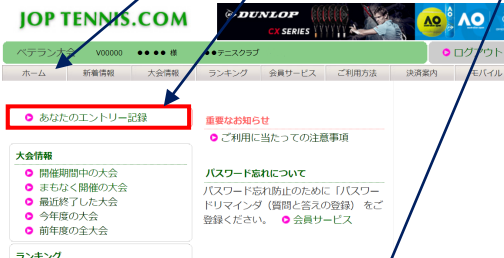 JOP TENNIS.COM
DUNLOP
CX SERIES
AO
AO
ベテラン大会 V00000 ●●●● 様 ●●テニスクラブ
ログアウト
ホーム 新着情報 大会情報 ランキング 会員サービス ご利用方法 決済案内 モバイル
あなたのエントリー記録
大会情報
開催期間中の大会
まもなく開催の大会
最近終了した大会
今年度の大会
前年度の全大会
ランキング
重要なお知らせ
ご利用に当たっての注意事項
パスワード忘れについて
パスワード忘れ防止のために「パスワー
ドリマインダ（質問と答えの登録） をご
登録ください。 会員サービス